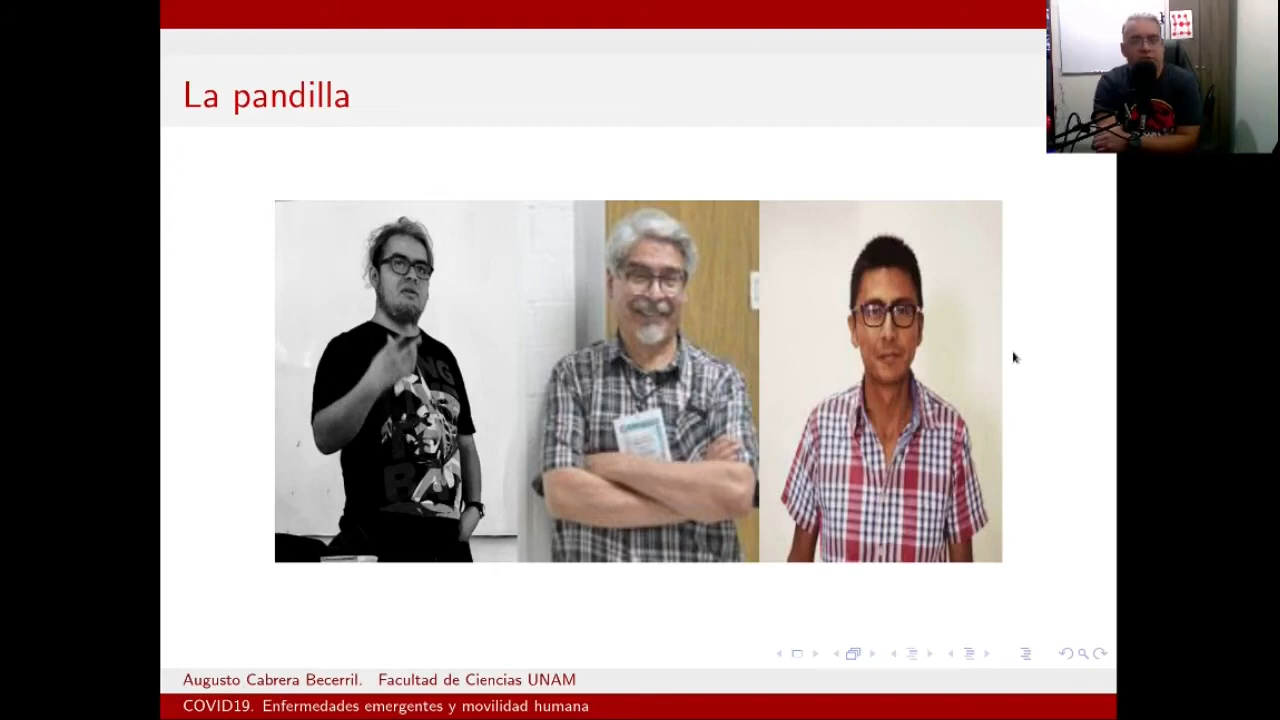 La pandilla
Augusto Cabrera Becerril. Facultad de Ciencias UNAM
COVID19. Enfermedades emergentes y movilidad humana